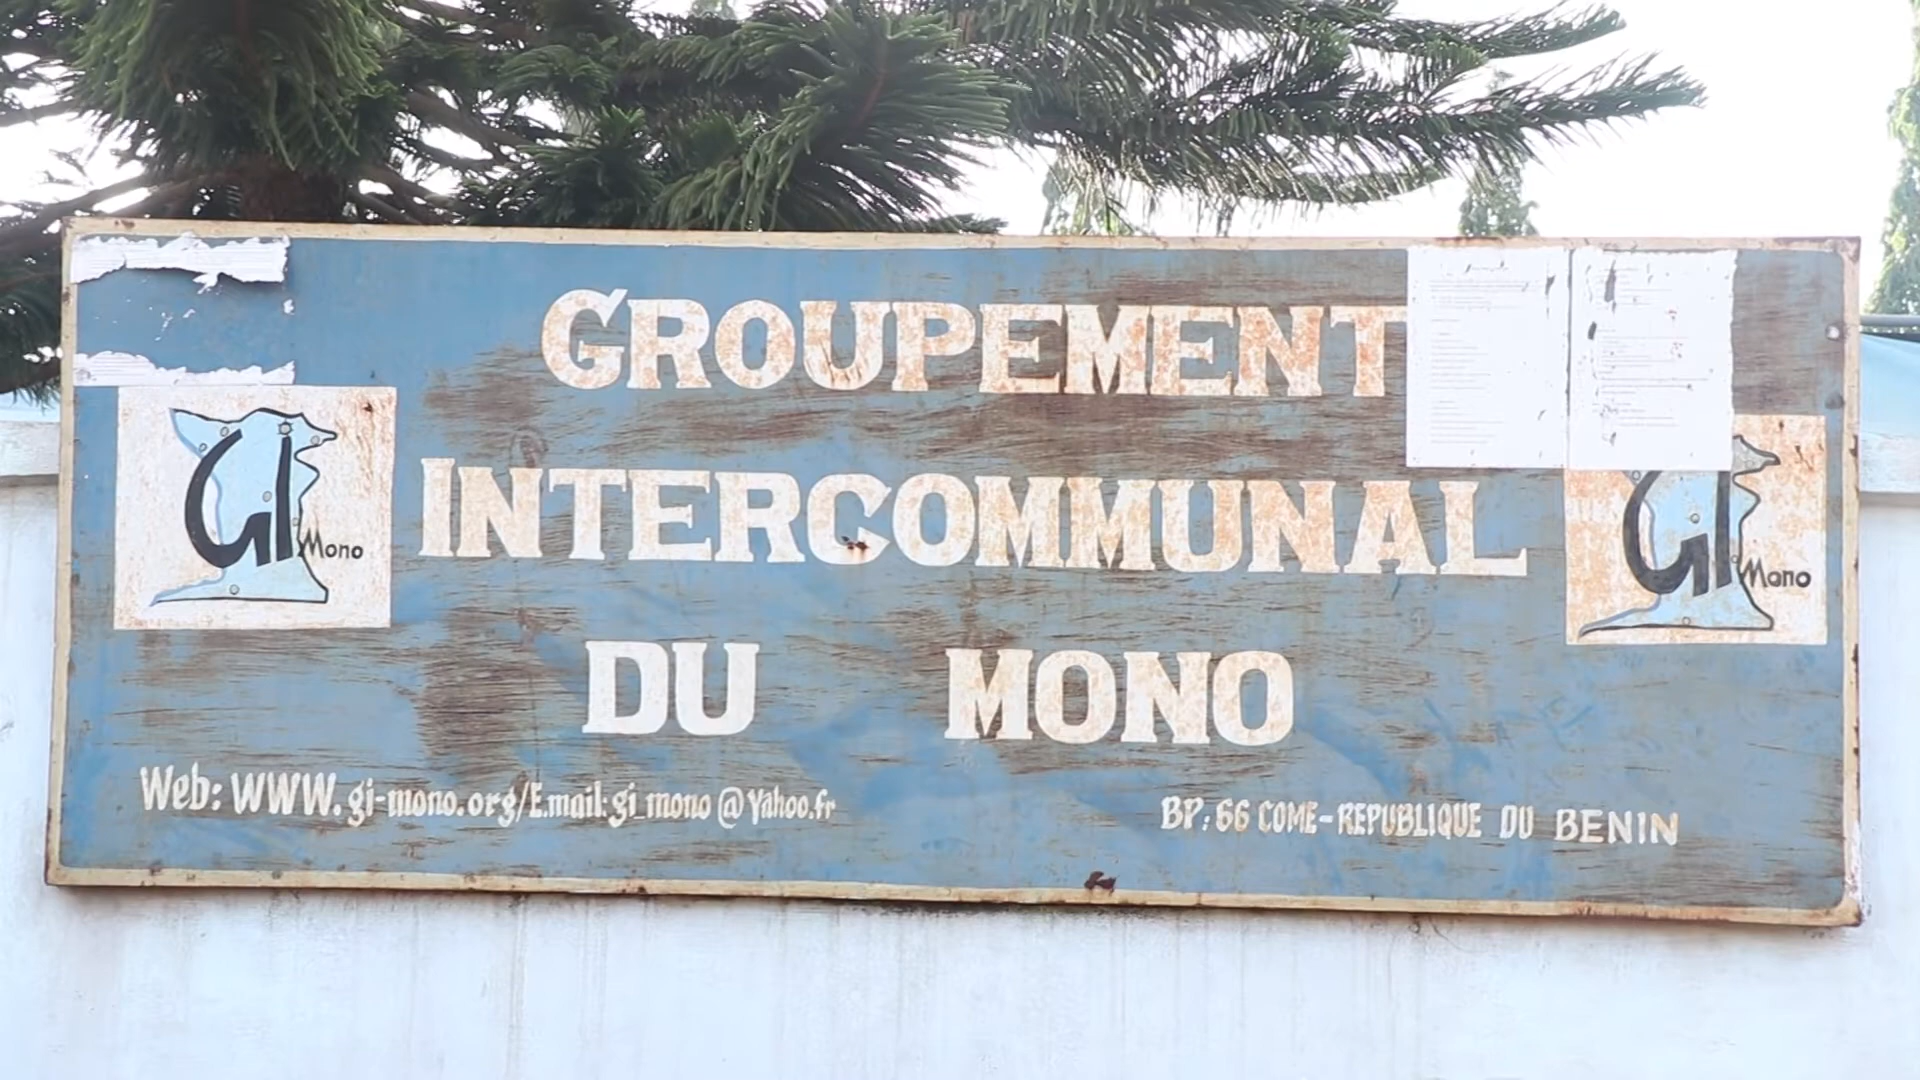 GROUPEMENT
INTERCOMMUNAL
DU MONO
GI Mono
GI Mono
Web: WWW.gi-mono.org/E.mail:gi_mono@Yahoo.fr
BP: 66 COME-REPUBLIQUE DU BENIN